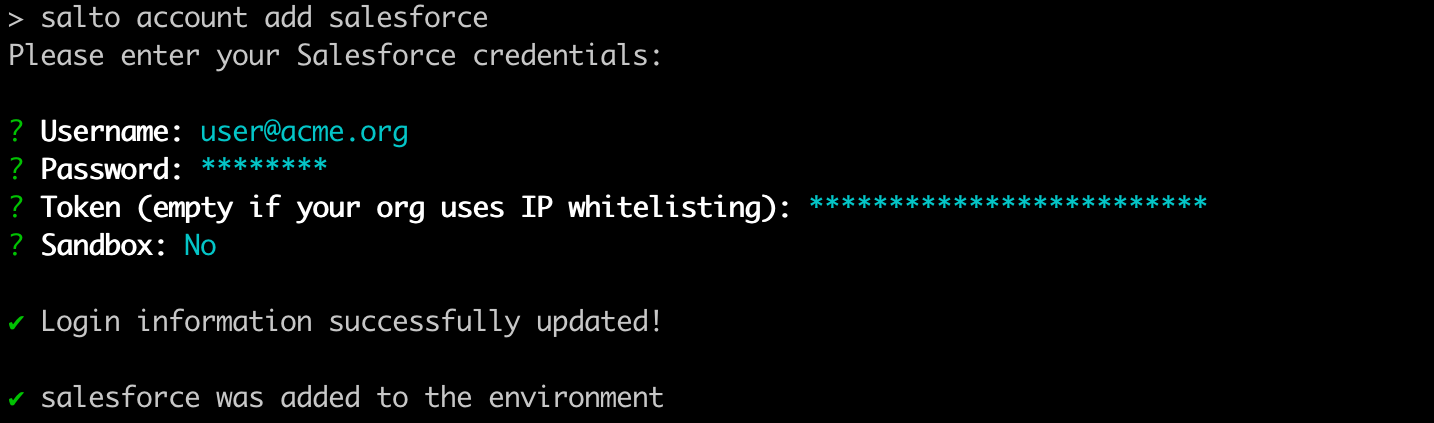 > salto account add salesforce
Please enter your Salesforce credentials:
? Username: user@acme.org
? Password: ********
? Token (empty if your org uses IP whitelisting): *************************
? Sandbox: No
✔ Login information successfully updated!
✔ salesforce was added to the environment